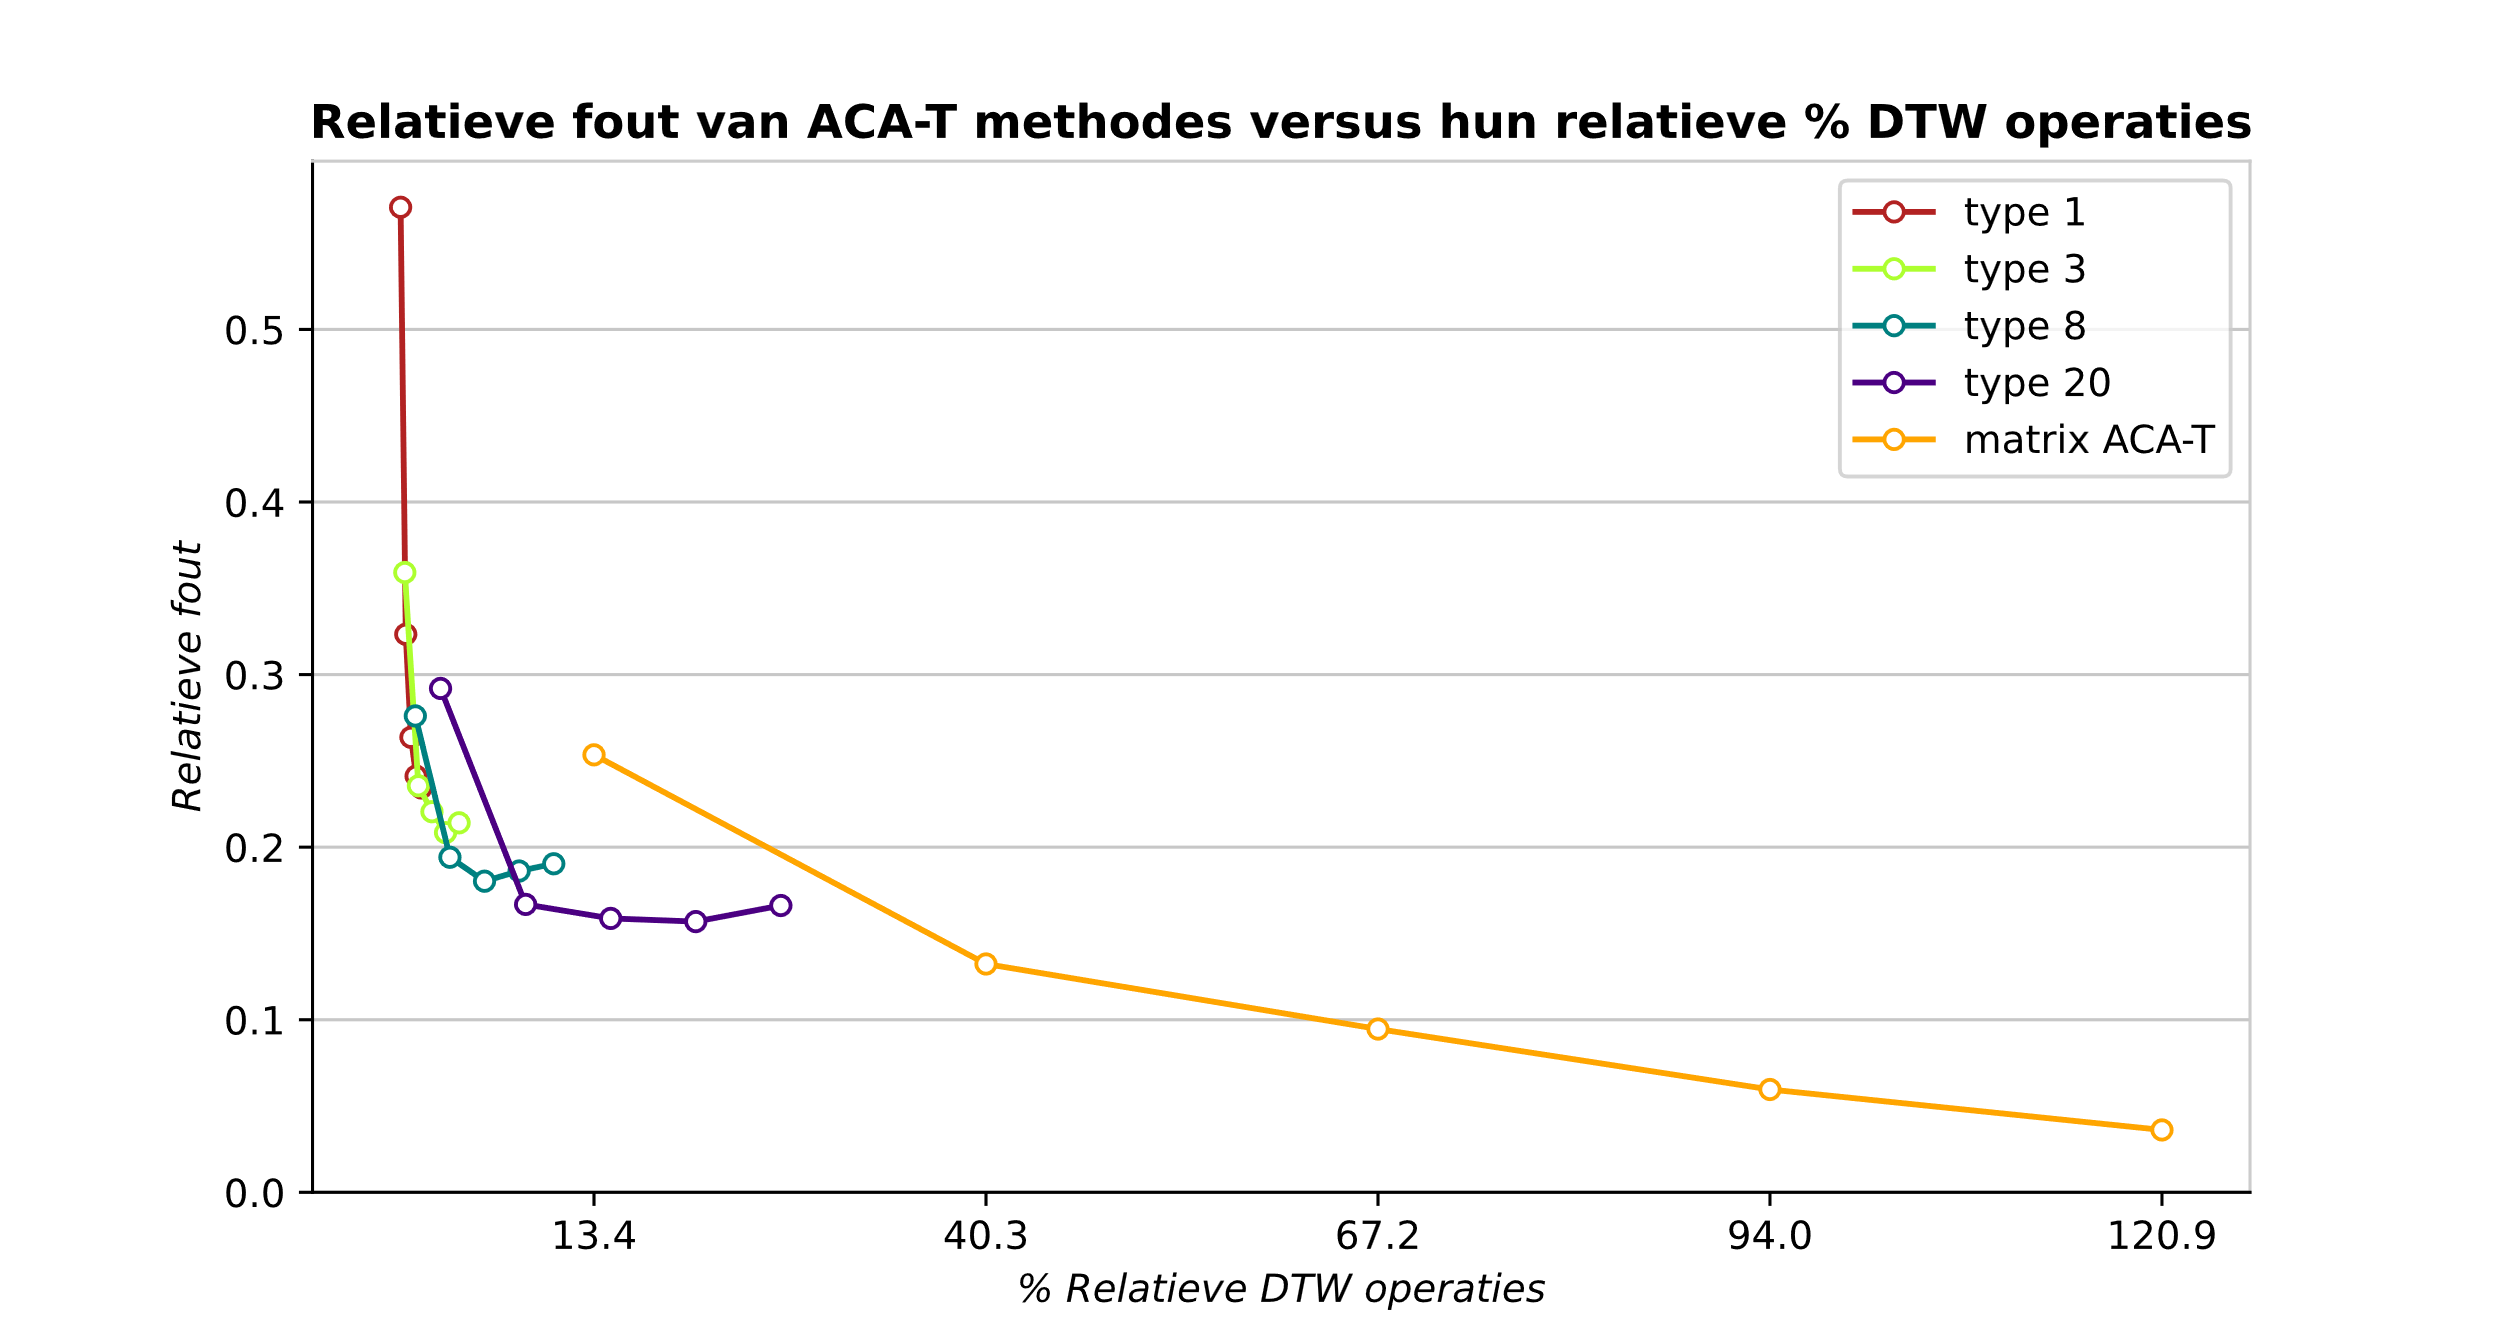 Relatieve fout van ACA-T methodes versus hun relatieve % DTW operaties
type 1
type 3
type 8
type 20
matrix ACA-T
0.5
0.4
0.3
0.2
0.1
0.0
Relatieve fout
13.4 40.3 67.2 94.0 120.9
% Relatieve DTW operaties